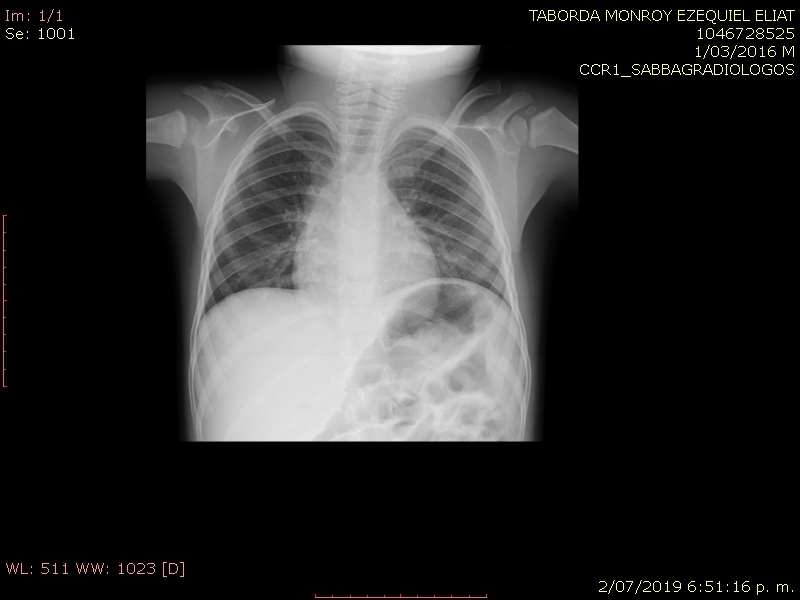 Im: 1/1
Se: 1001
TABORDA MONROY EZEQUIEL ELIAT
1046728525
1/03/2016 M
CCR1_SABBAGRADIOLOGOS
WL: 511 WW: 1023 [D]
2/07/2019 6:51:16 p. m.